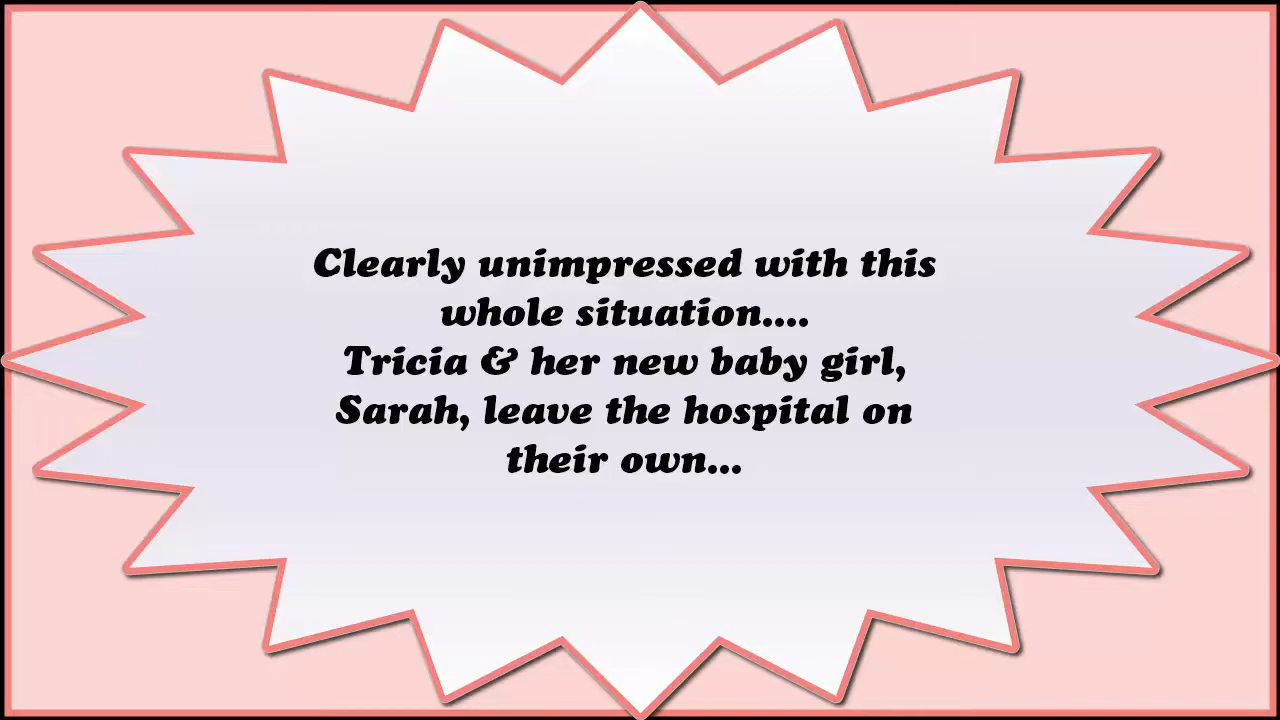 Clearly unimpressed with this
whole situation....
Tricia & her new baby girl,
Sarah, leave the hospital on
their own...